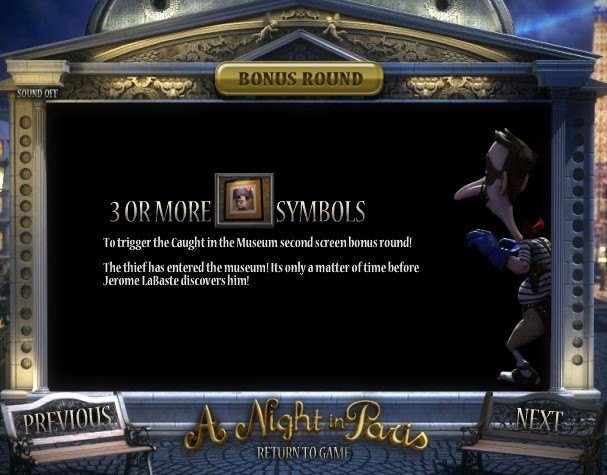 BONUS ROUND
SOUND OFF
3 OR MORE SYMBOLS
To trigger the Caught in the Museum second screen bonus round!
The thief has entered the museum! Its only a matter of time before
Jerome LaBaste discovers him!
PREVIOUS
A Night in Paris
NEXT
RETURN TO GAME